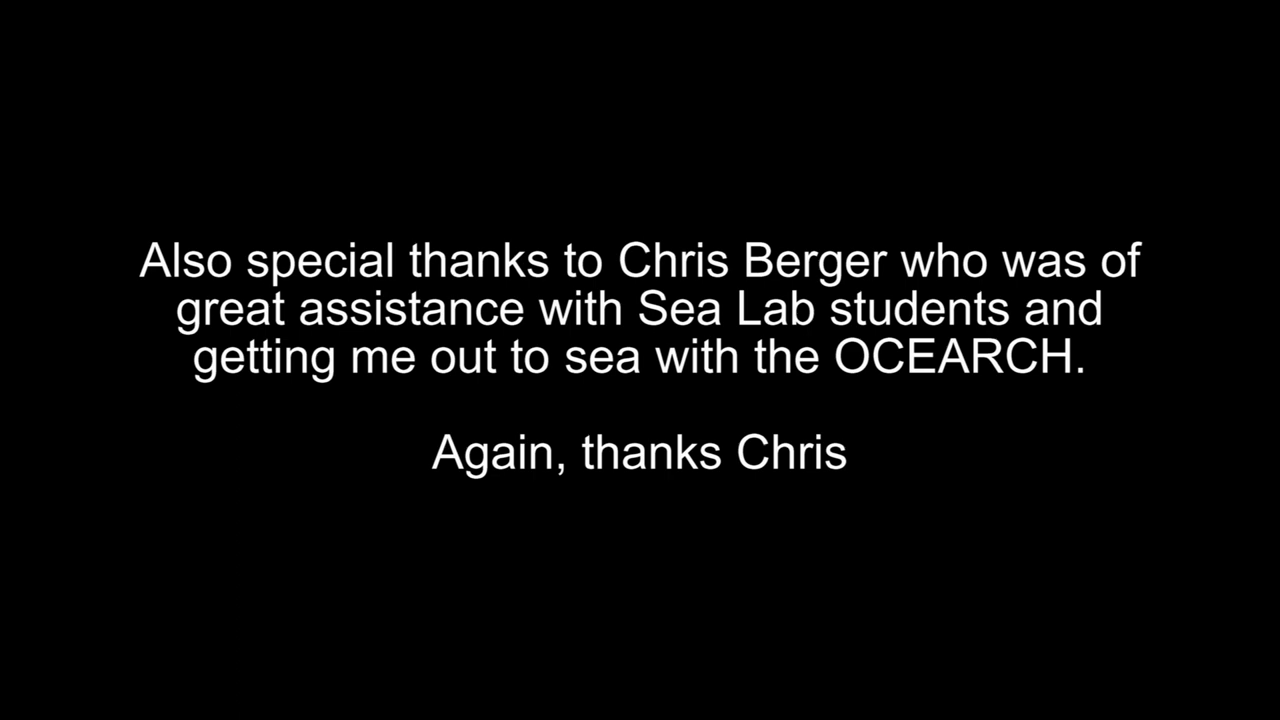 Also special thanks to Chris Berger who was of
great assistance with Sea Lab students and
getting me out to sea with the OCEARCH.
Again, thanks Chris